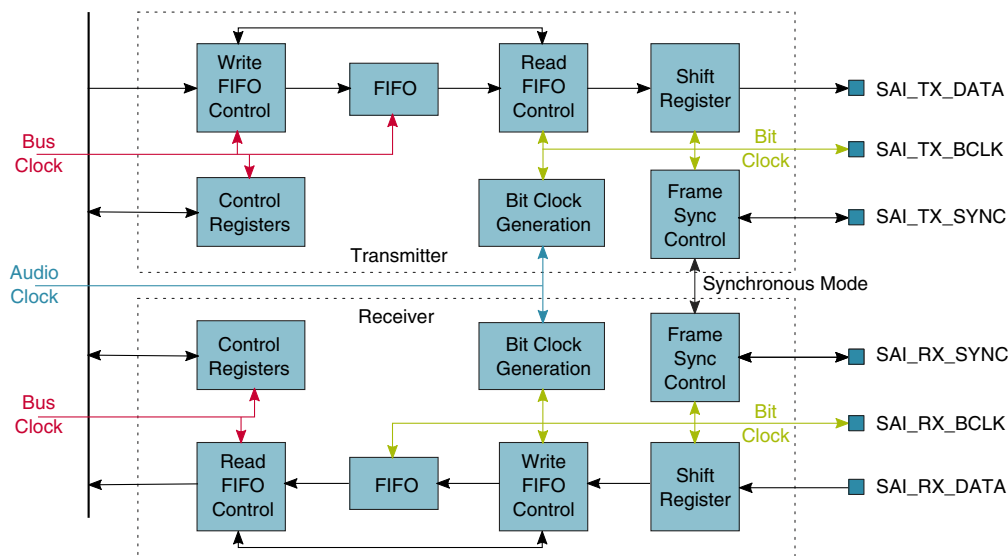 Write
FIFO
Control
FIFO
Read
FIFO
Control
Shift
Register
SAI_TX_DATA
Bus
Clock
Bit
Clock
SAI_TX_BCLK
Control
Registers
Bit Clock
Generation
Frame
Sync
Control
SAI_TX_SYNC
Transmitter
Audio
Clock
Synchronous Mode
Receiver
Control
Registers
Bit Clock
Generation
Frame
Sync
Control
SAI_RX_SYNC
Bus
Clock
Bit
Clock
SAI_RX_BCLK
Read
FIFO
Control
FIFO
Write
FIFO
Control
Shift
Register
SAI_RX_DATA